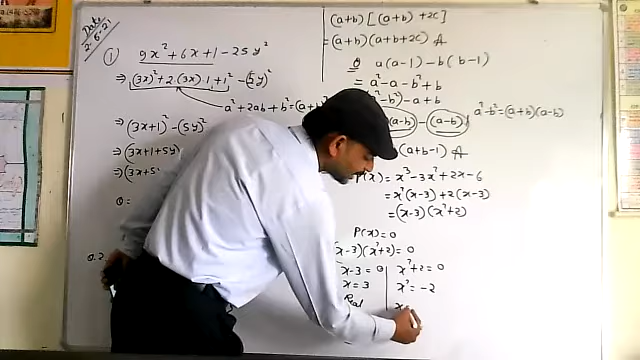 Date
2-6-21
① 9x² + 6x + 1 - 25y²
⇒ (3x)² + 2·(3x)·1 + 1² - (5y)²
a² + 2ab + b² = (a+b
⇒ (3x+1)² - (5y)²
⇒ (3x+1+5y)
⇒ (3x+5
Q =
Q.2
(a+b) [(a+b) + 2c]
= (a+b)(a+b+2c) A
Q a(a-1) - b(b-1)
= a² - a - b² + b
-b²) - a + b
(a-b) - (a-b)
a²-b² = (a+b)(a-b)
(a+b-1) A
P(x) = x³ - 3x² + 2x - 6
= x²(x-3) + 2(x-3)
= (x-3)(x²+2)
P(x) = 0
(x-3)(x²+2) = 0
x-3 = 0
x²+2 = 0
x = 3
x² = -2
Real
x